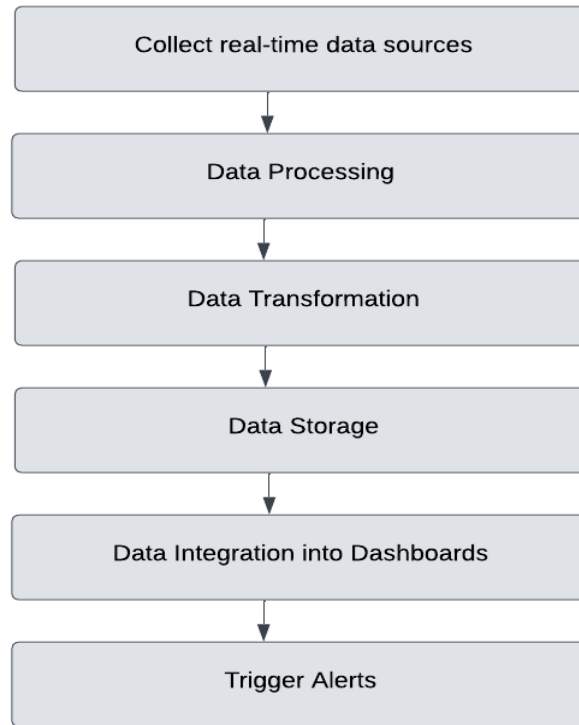 Collect real-time data sources
Data Processing
Data Transformation
Data Storage
Data Integration into Dashboards
Trigger Alerts